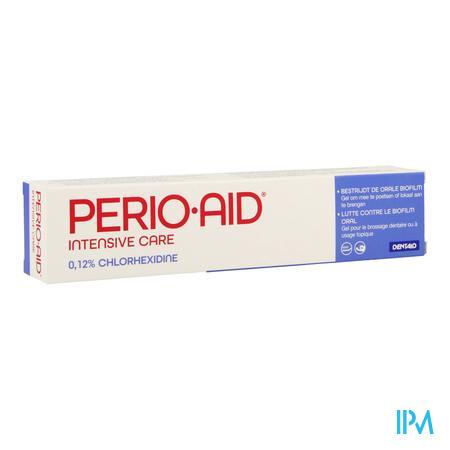 PERIO·AID®
INTENSIVE CARE
0,12% CHLORHEXIDINE
• BESTRIJDT DE ORALE BIOFILM
Gel om mee te poetsen of lokaal aan
te brengen
• LUTTE CONTRE LE BIOFILM
ORAL
Gel pour le brossage dentaire ou à
usage topique
DENTAID
PERIO·AID
INTENSIVE CARE
IPM